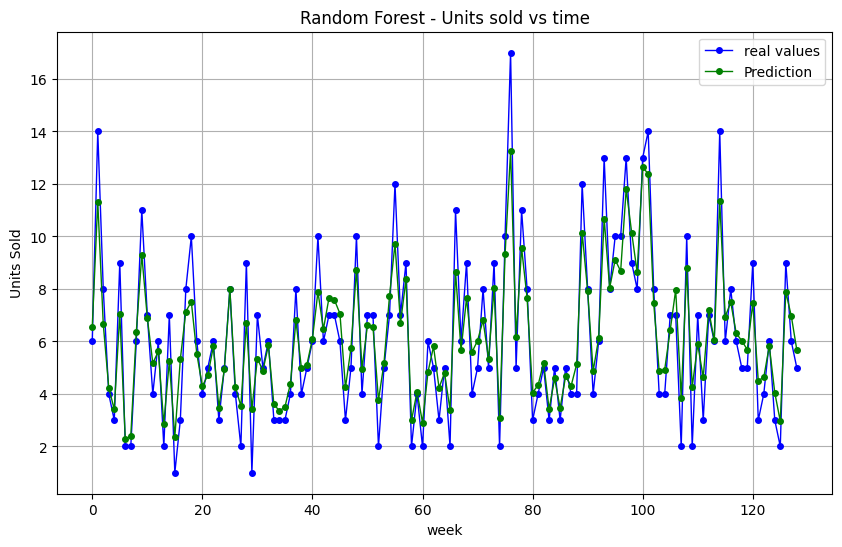 Random Forest - Units sold vs time
real values
Prediction
16
14
12
10
8
6
4
2
Units Sold
0 20 40 60 80 100 120
week